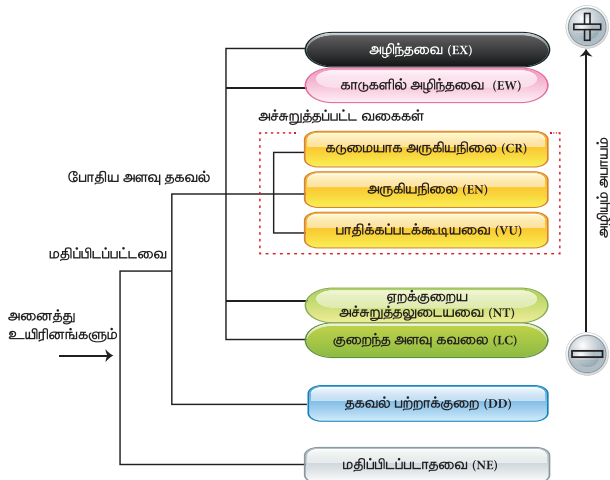 அழிந்தவை (EX)
காடுகளில் அழிந்தவை (EW)
அச்சுறுத்தப்பட்ட வகைகள்
கடுமையாக அருகியநிலை (CR)
போதிய அளவு தகவல்
அருகியநிலை (EN)
பாதிக்கப்படக்கூடியவை (VU)
மதிப்பிடப்பட்டவை
ஏறக்குறைய
அச்சுறுத்தலுடையவை (NT)
அனைத்து
உயிரினங்களும்
குறைந்த அளவு கவலை (LC)
தகவல் பற்றாக்குறை (DD)
மதிப்பிடப்படாதவை (NE)
அழியும் அபாயம்